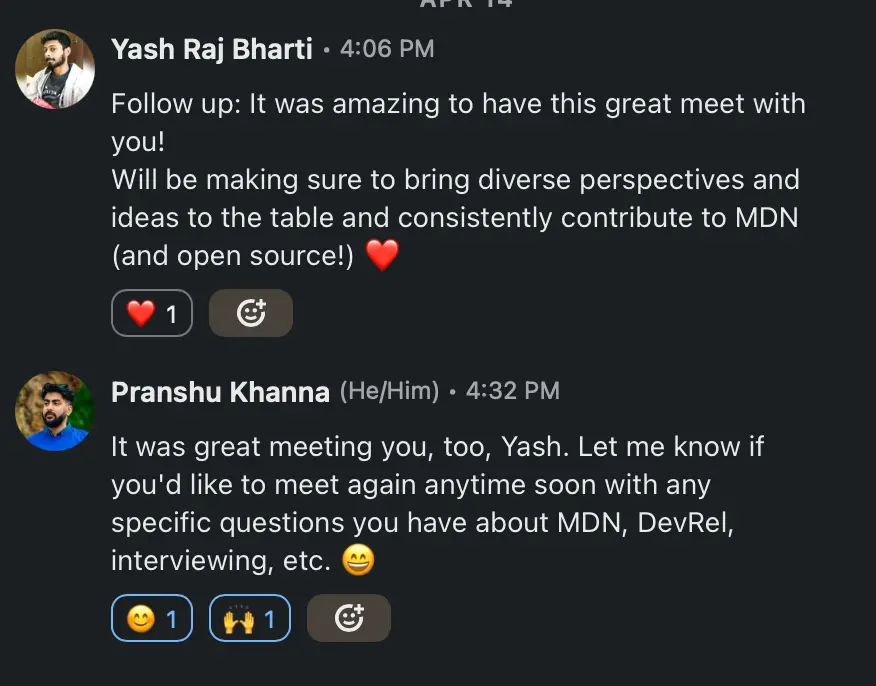 APR 14
Yash Raj Bharti • 4:06 PM
Follow up: It was amazing to have this great meet with
you!
Will be making sure to bring diverse perspectives and
ideas to the table and consistently contribute to MDN
(and open source!) ❤️
❤️ 1
Pranshu Khanna (He/Him) • 4:32 PM
It was great meeting you, too, Yash. Let me know if
you'd like to meet again anytime soon with any
specific questions you have about MDN, DevRel,
interviewing, etc. 😄
😊 1 🙌 1